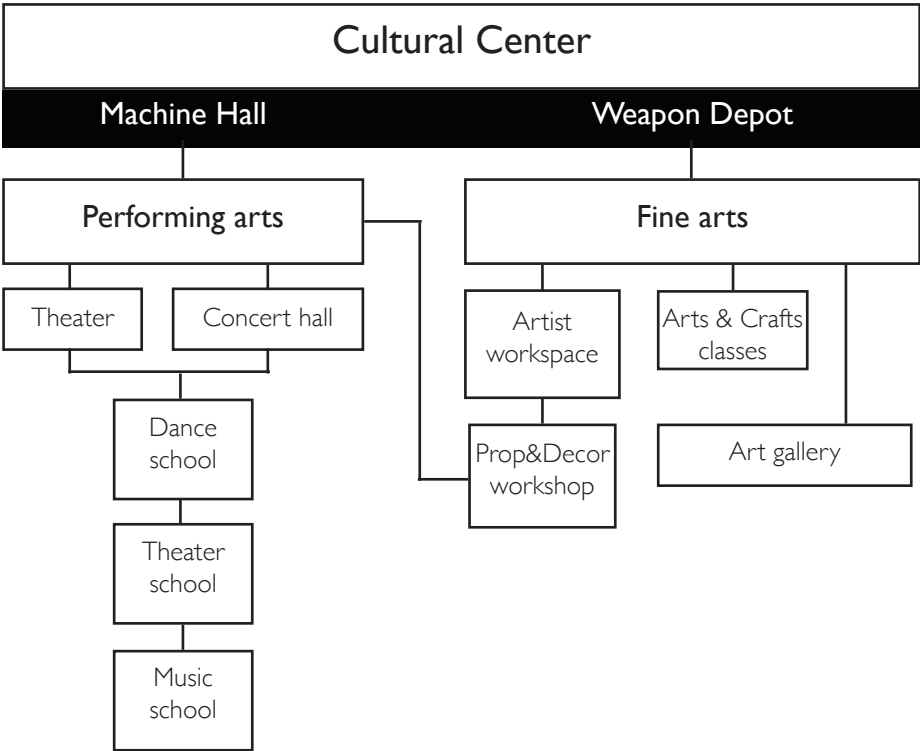 Cultural Center
Machine Hall
Weapon Depot
Performing arts
Fine arts
Theater
Concert hall
Artist
workspace
Arts & Crafts
classes
Dance
school
Prop&Decor
workshop
Art gallery
Theater
school
Music
school